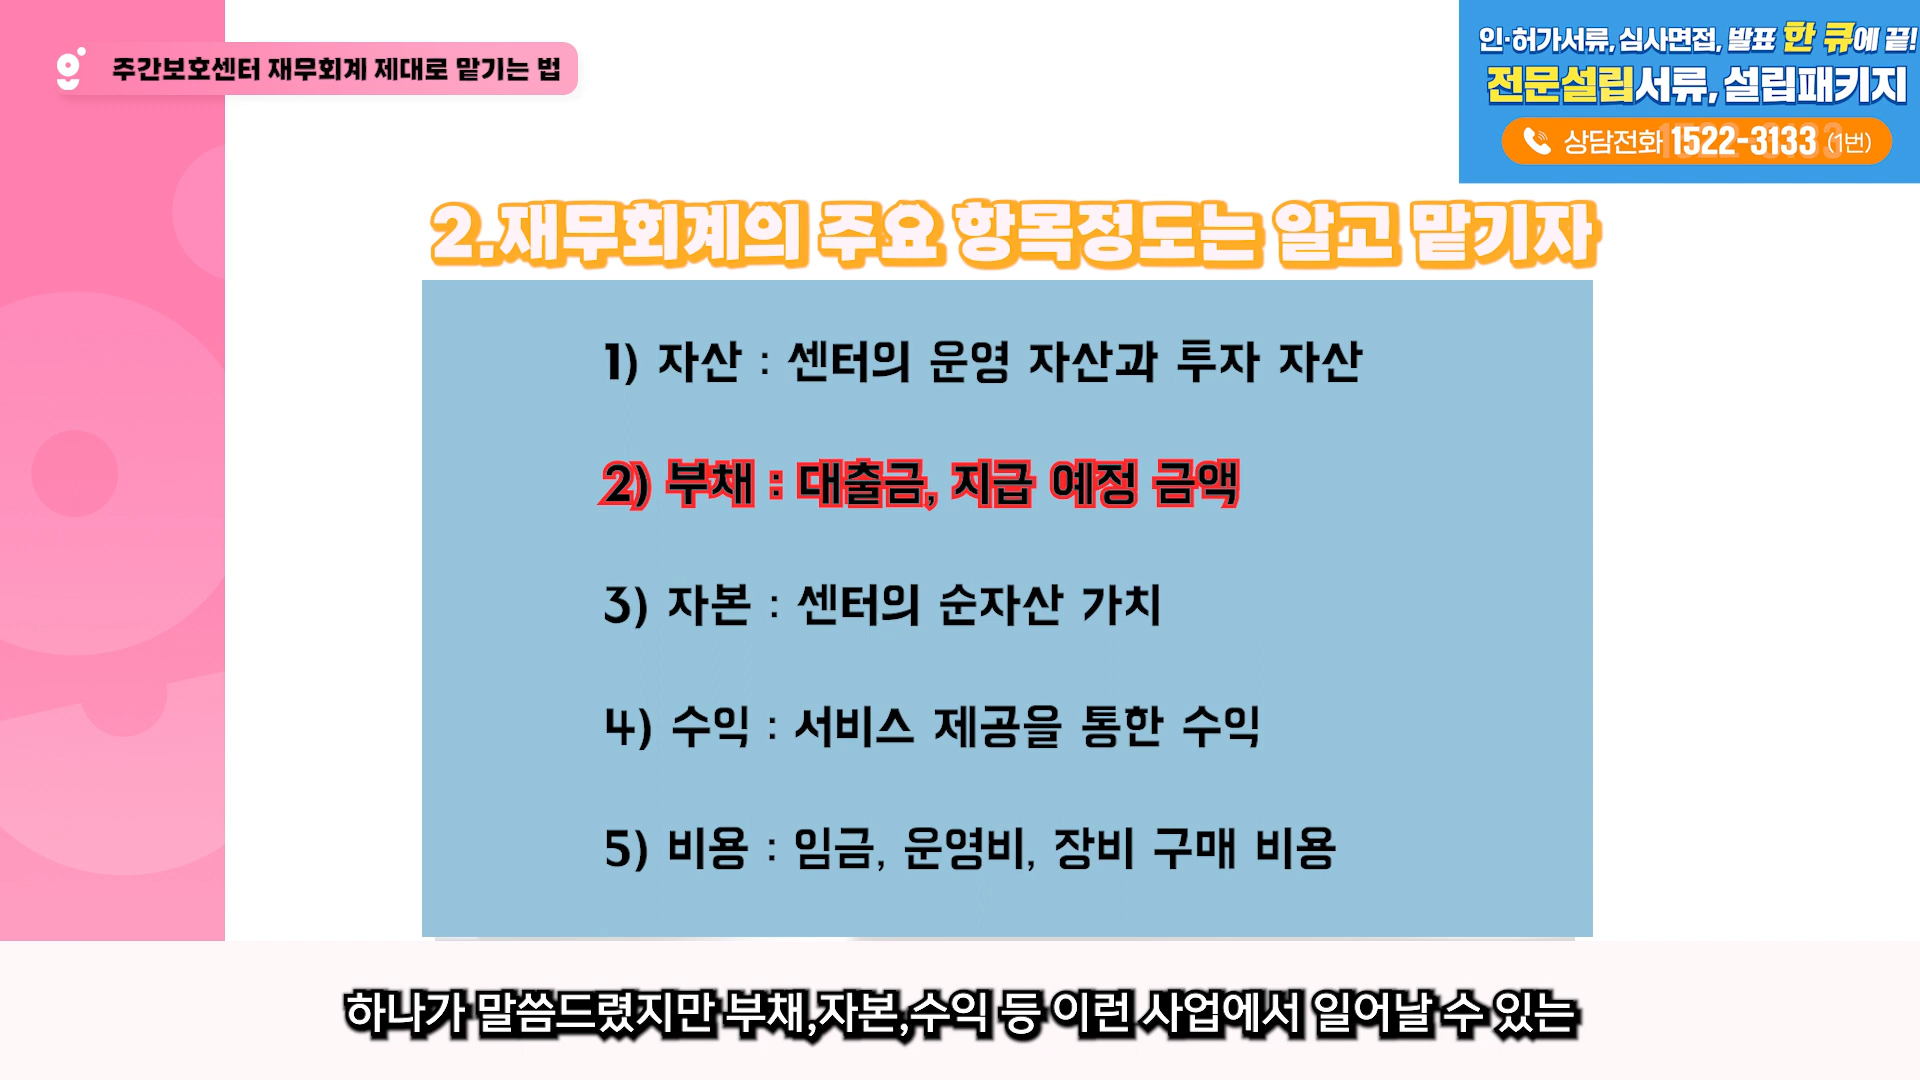 주간보호센터 재무회계 제대로 맡기는 법
인·허가서류, 심사면접, 발표 한 큐에 끝!
전문설립서류, 설립패키지
상담전화 1522-3133 (1번)
2.재무회계의 주요 항목정도는 알고 맡기자
1) 자산 : 센터의 운영 자산과 투자 자산
2) 부채 : 대출금, 지급 예정 금액
3) 자본 : 센터의 순자산 가치
4) 수익 : 서비스 제공을 통한 수익
5) 비용 : 임금, 운영비, 장비 구매 비용
하나가 말씀드렸지만 부채,자본,수익 등 이런 사업에서 일어날 수 있는